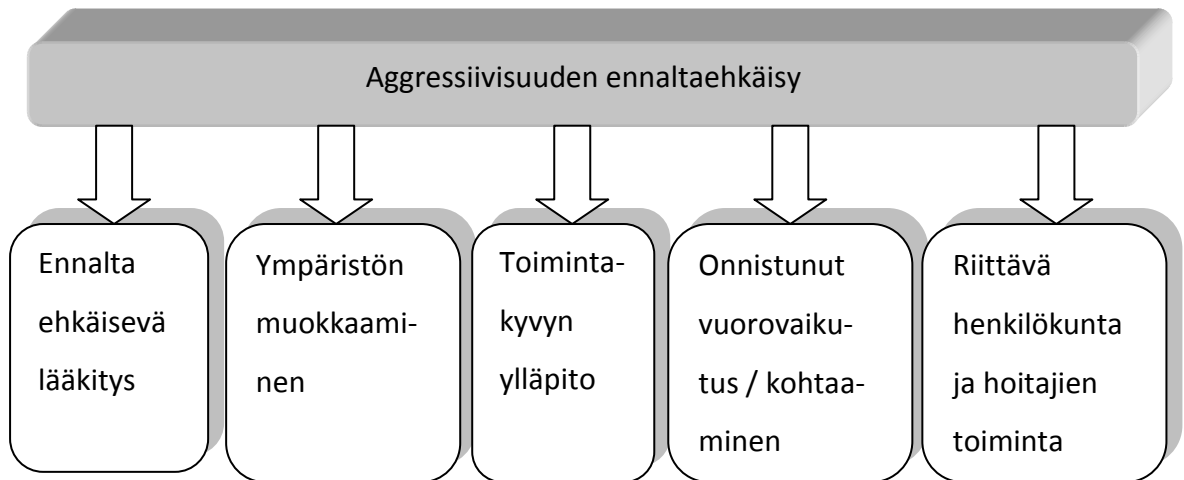 Aggressiivisuuden ennaltaehkäisy
Ennalta
ehkäisevä
lääkitys
Ympäristön
muokkaami-
nen
Toiminta-
kyvyn
ylläpito
Onnistunut
vuorovaiku-
tus / kohtaa-
minen
Riittävä
henkilökunta
ja hoitajien
toiminta